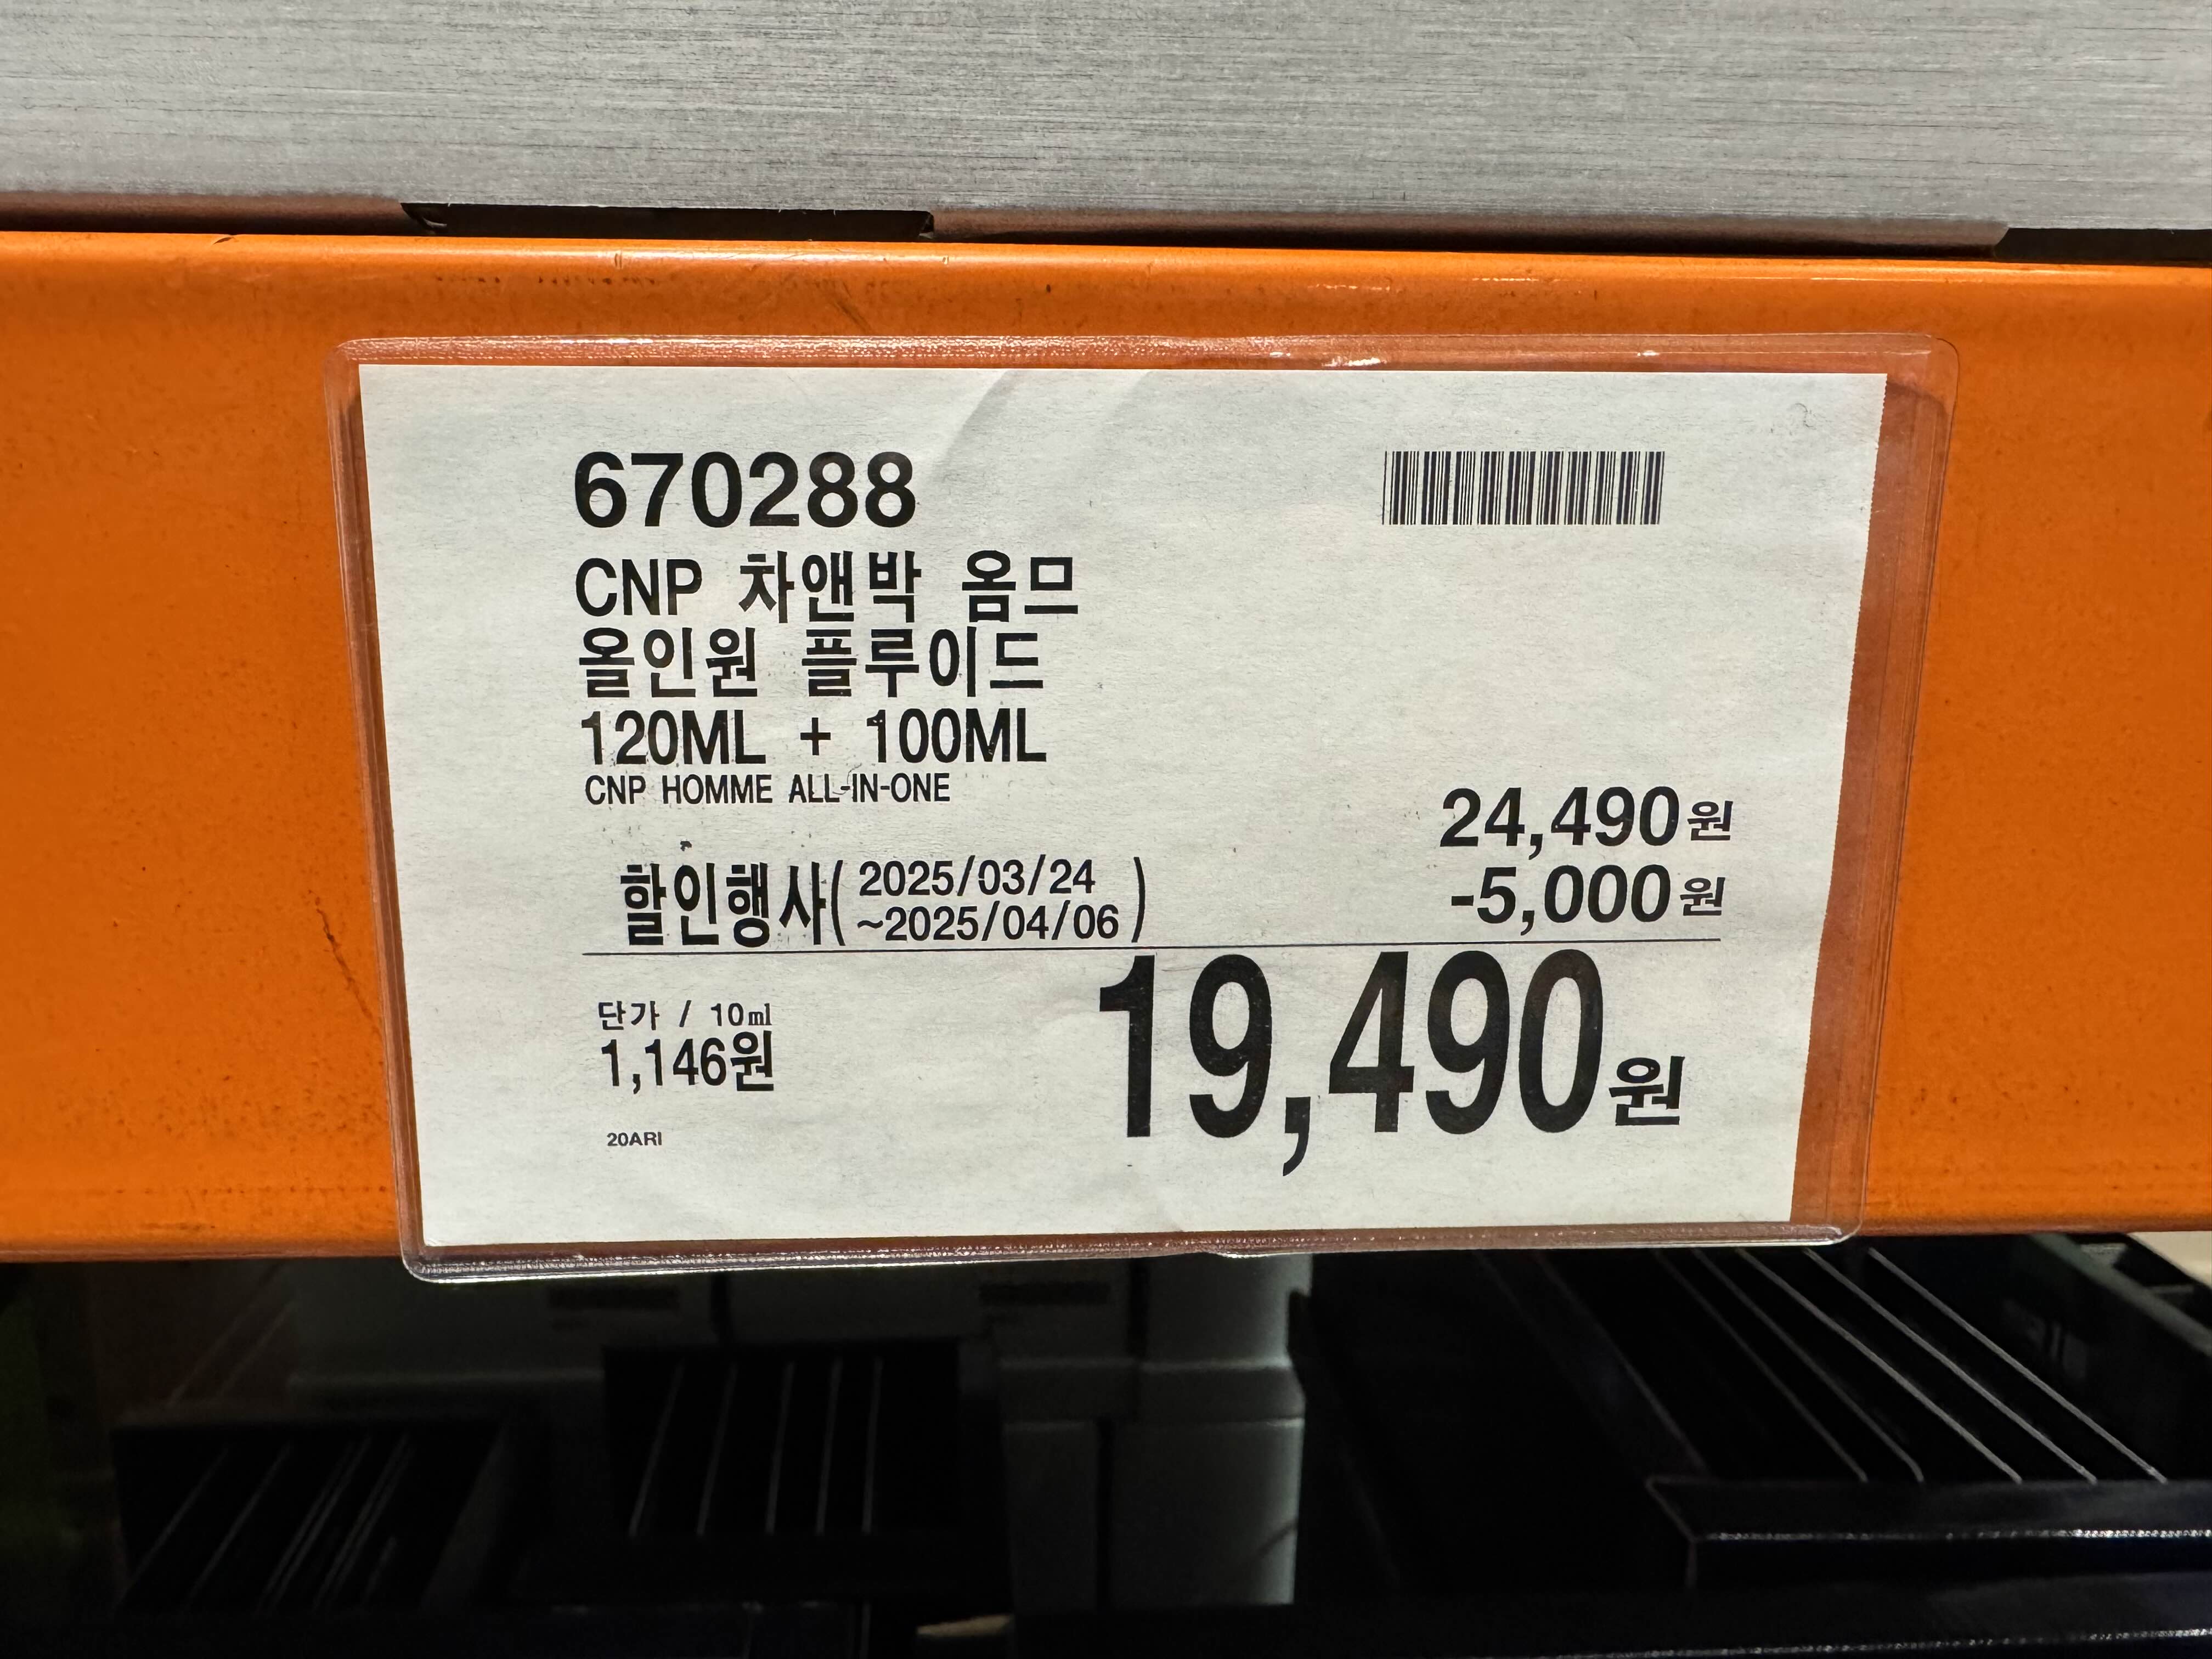 670288
CNP 차앤박 옴므
올인원 플루이드
120ML + 100ML
CNP HOMME ALL-IN-ONE
24,490원
할인행사( 2025/03/24 ~2025/04/06 ) -5,000원
단가 / 10ml
1,146원
19,490원
20ARI